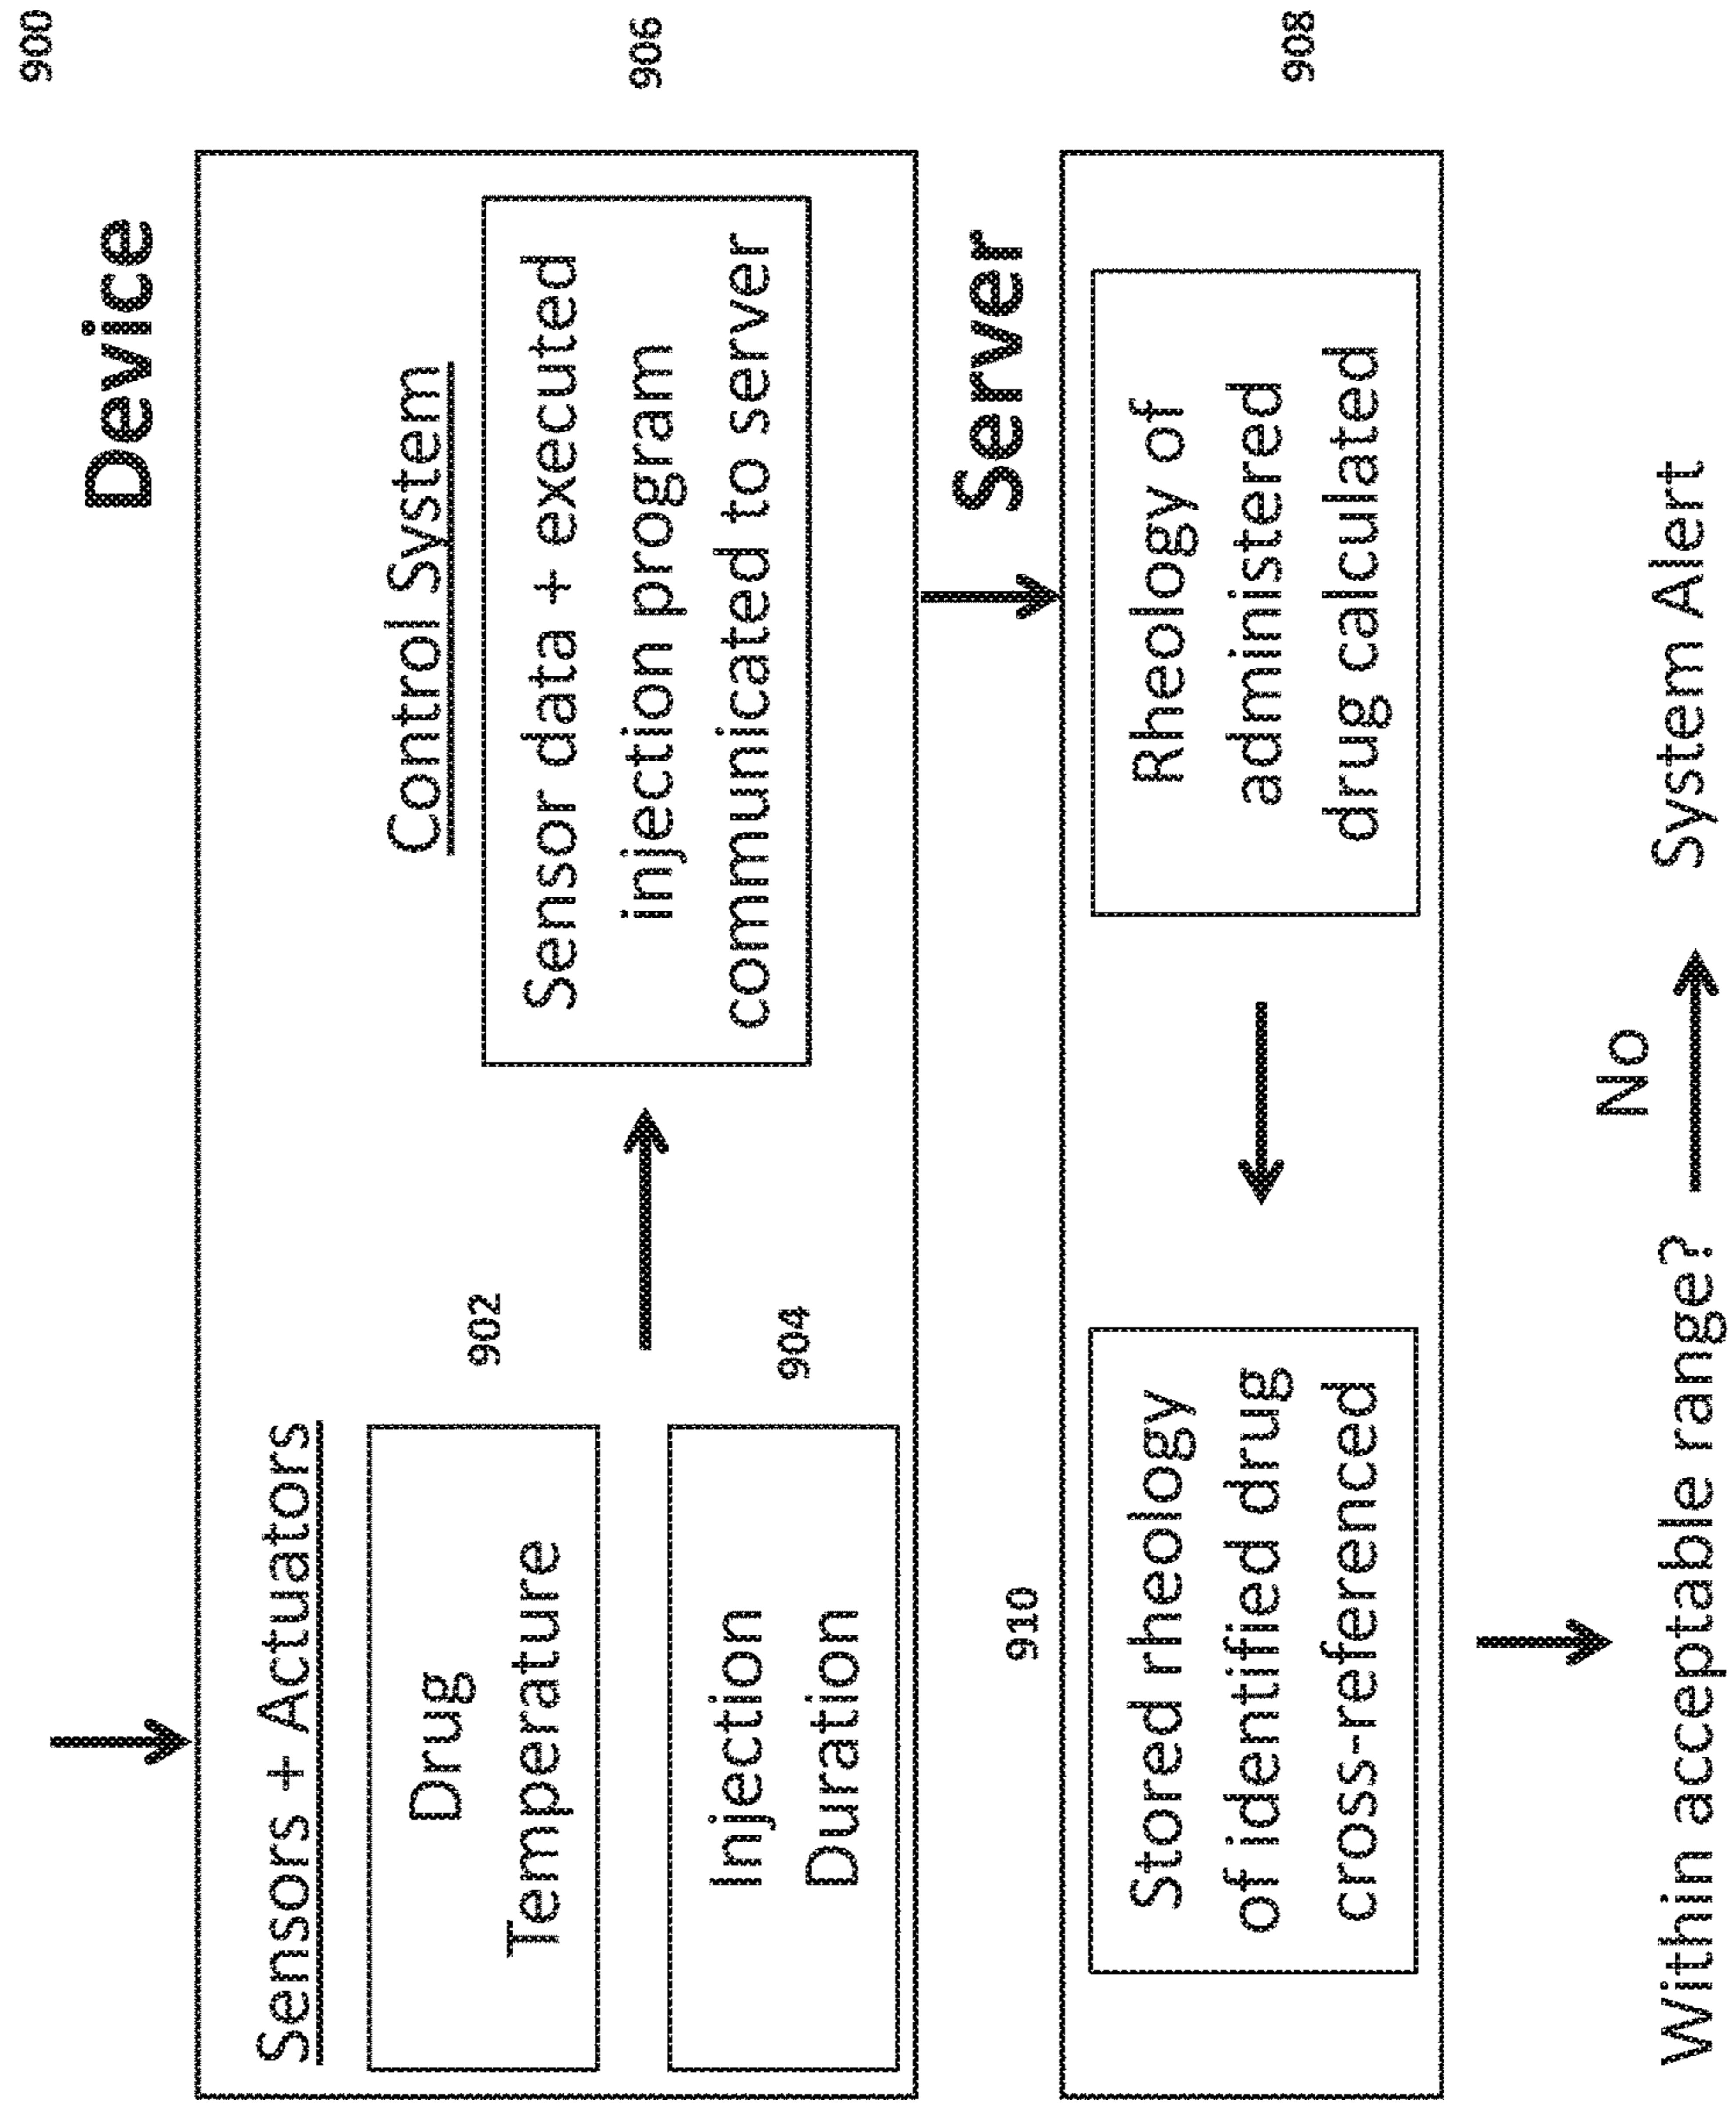 900
Device
Sensors + Actuators
Drug
Temperature
902
Injection
Duration
904
Control System
Sensor data + executed
injection program
communicated to server
906
Server
Rheology of
administered
drug calculated
908
910
Stored rheology
of identified drug
cross-referenced
Within acceptable range?
No
System Alert